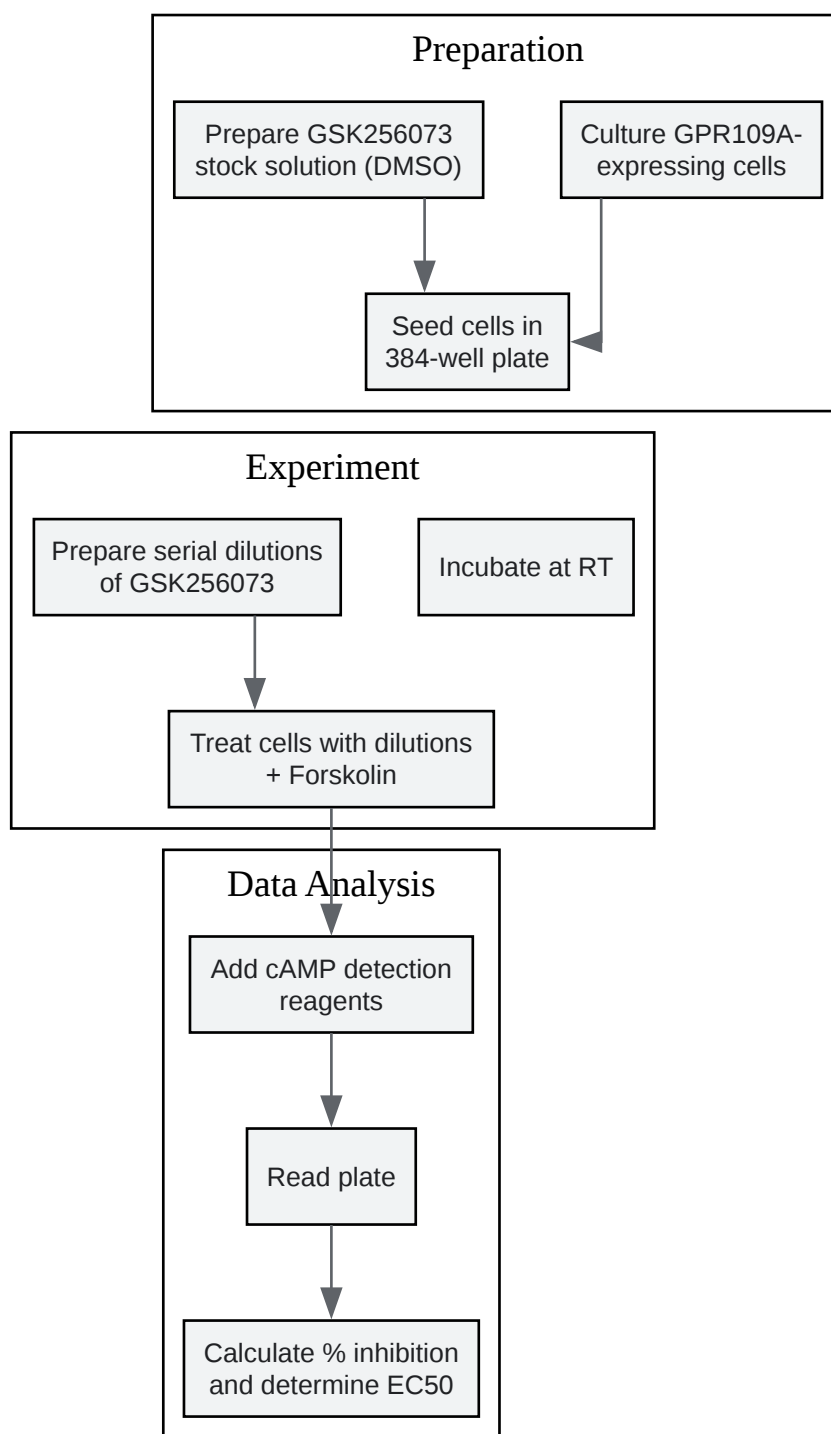 Preparation
Prepare GSK256073
stock solution (DMSO)
Culture GPR109A-
expressing cells
Seed cells in
384-well plate
Experiment
Prepare serial dilutions
of GSK256073
Incubate at RT
Treat cells with dilutions
+ Forskolin
Data Analysis
Add cAMP detection
reagents
Read plate
Calculate % inhibition
and determine EC50